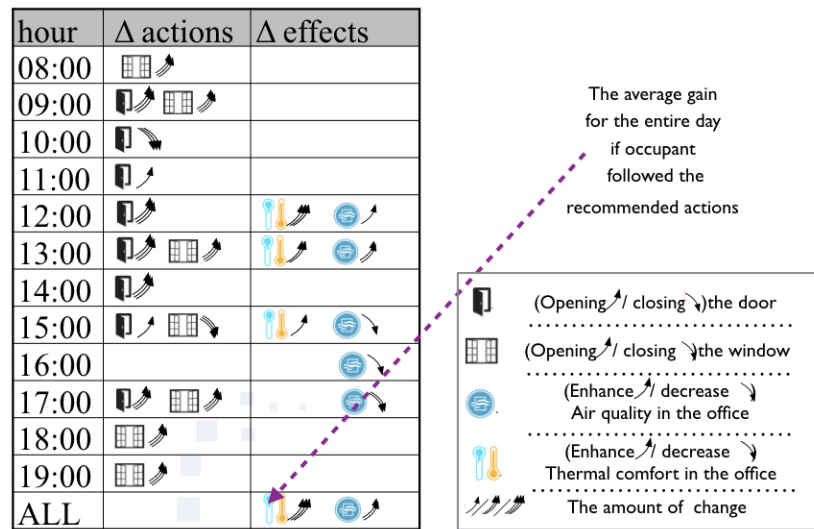 hour Δ actions Δ effects
08:00
09:00
10:00
11:00
12:00
13:00
14:00
15:00
16:00
17:00
18:00
19:00
ALL
The average gain
for the entire day
if occupant
followed the
recommended actions
(Opening / closing )the door
(Opening / closing )the window
(Enhance / decrease
Air quality in the office
(Enhance / decrease
Thermal comfort in the office
The amount of change